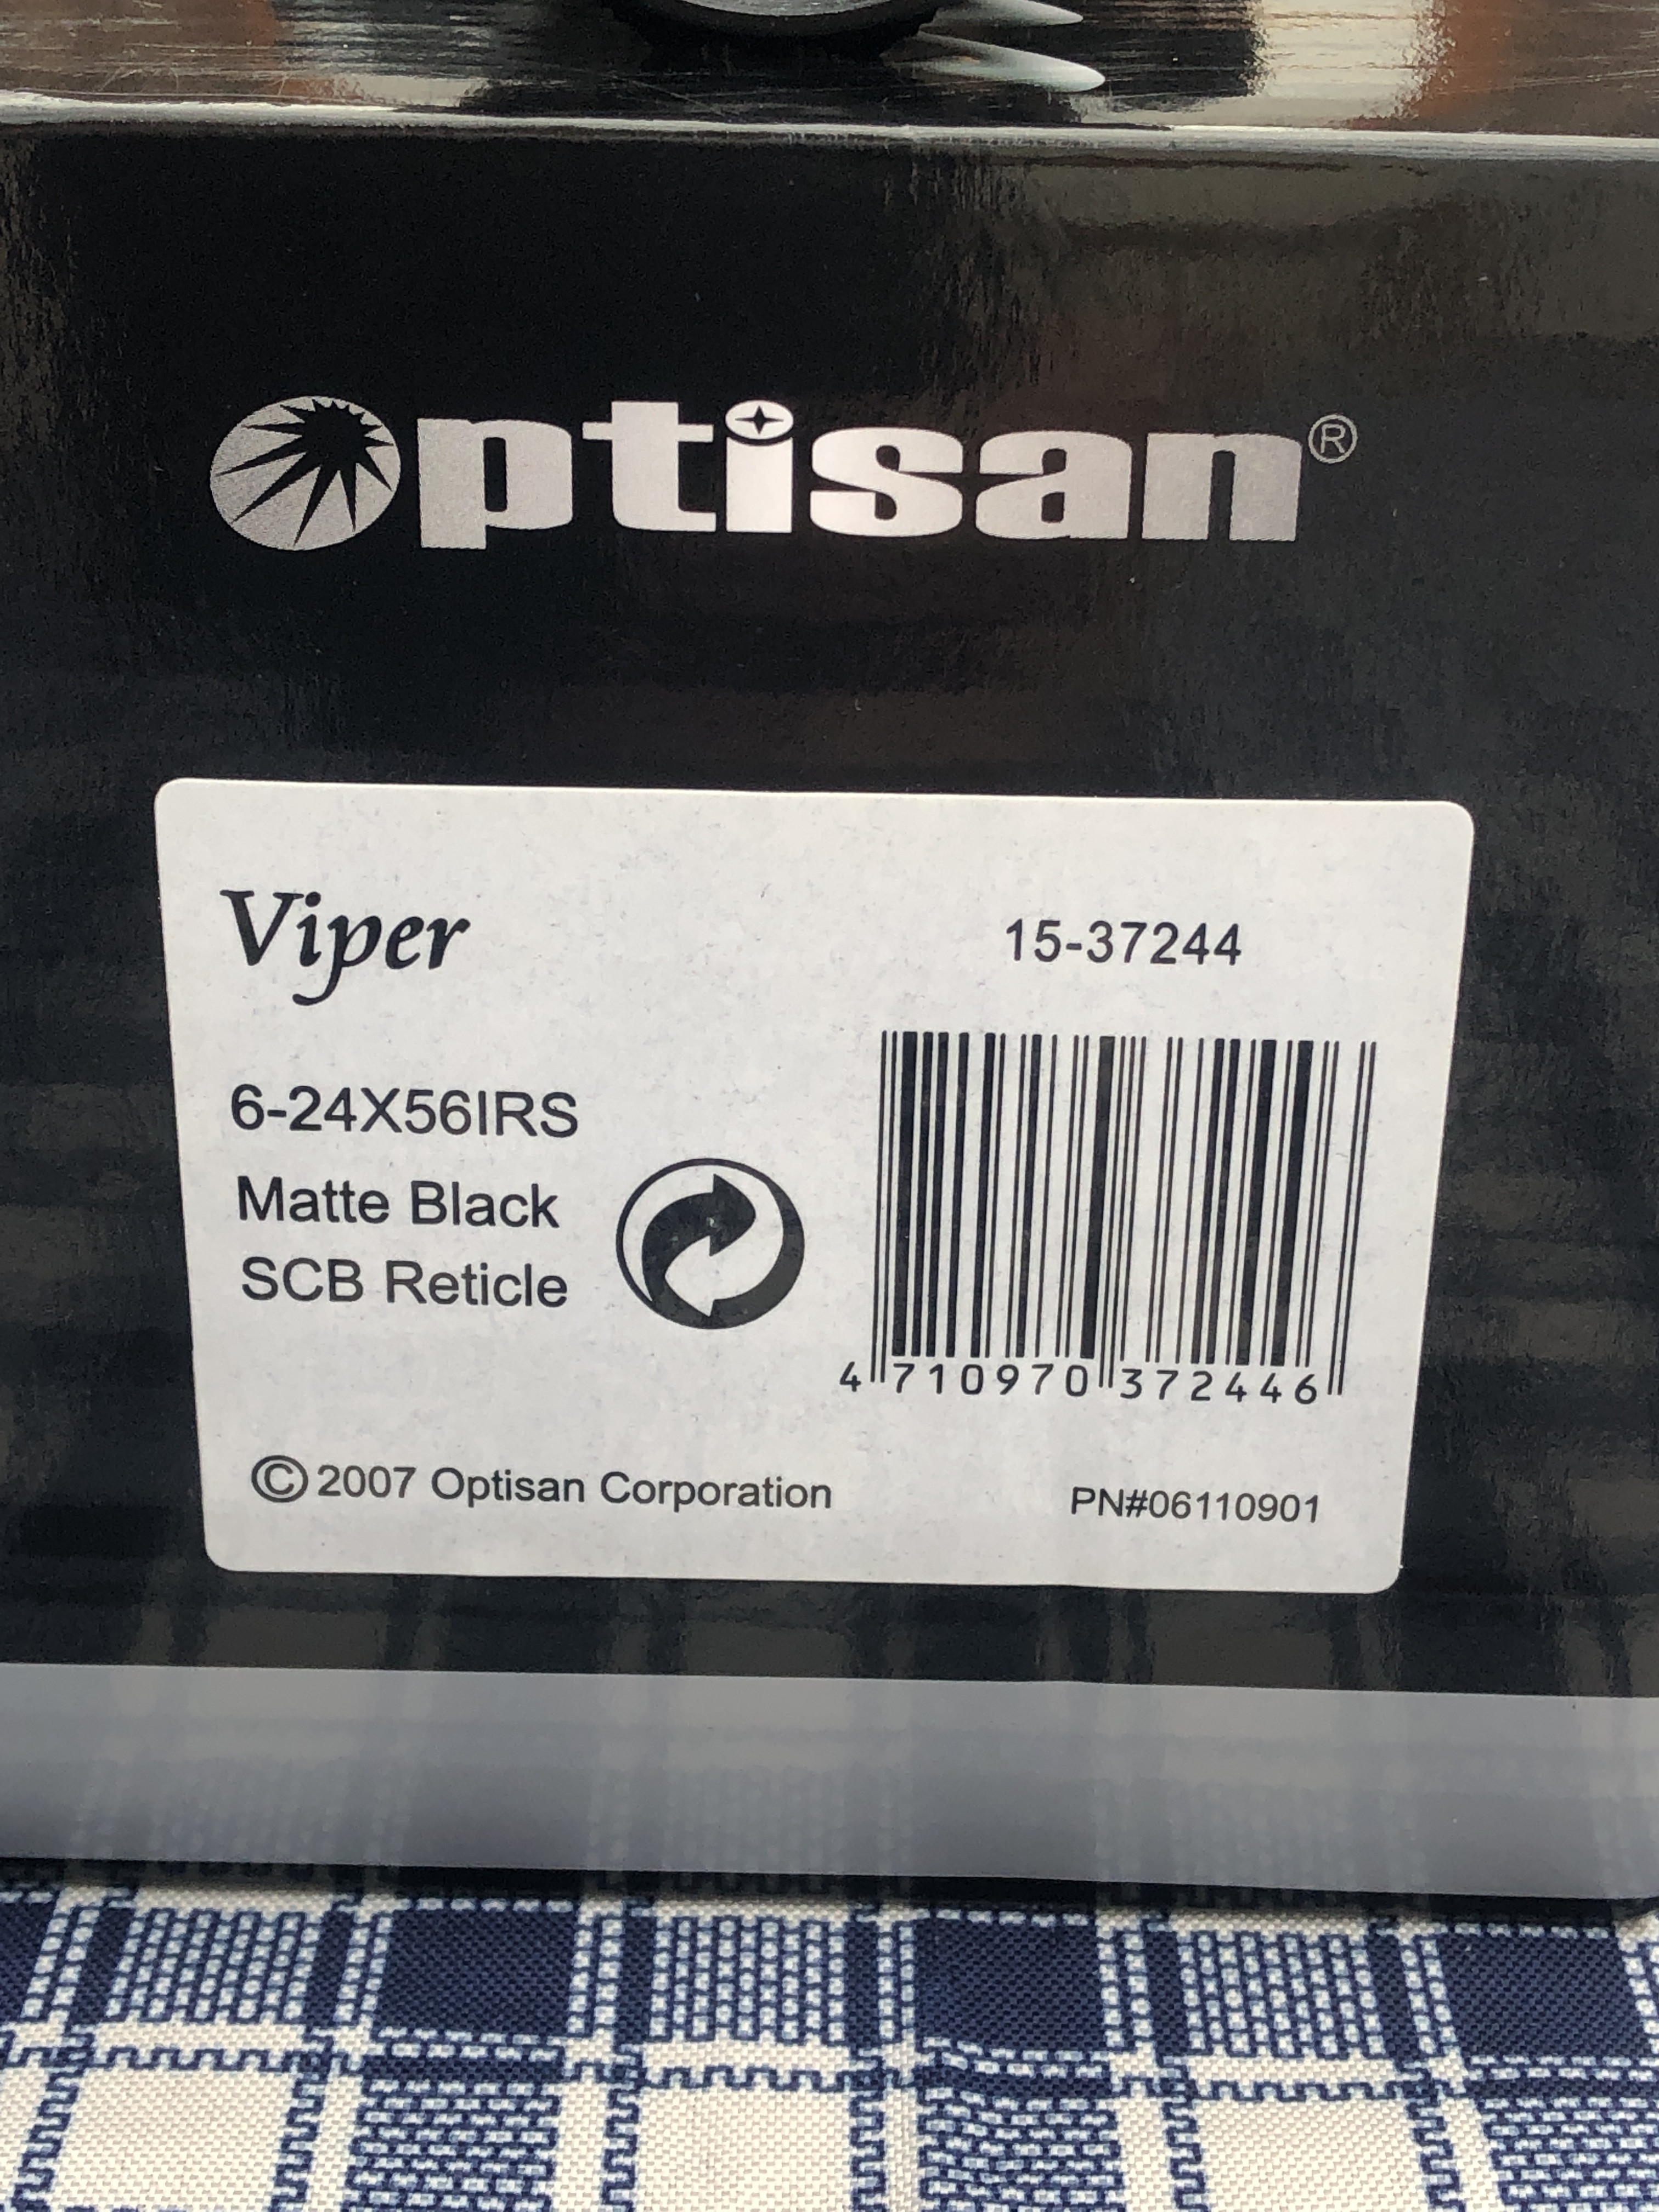 Optisan®
Viper
15-37244
6-24X56IRS
Matte Black
SCB Reticle
4 710970 372446
© 2007 Optisan Corporation
PN#06110901